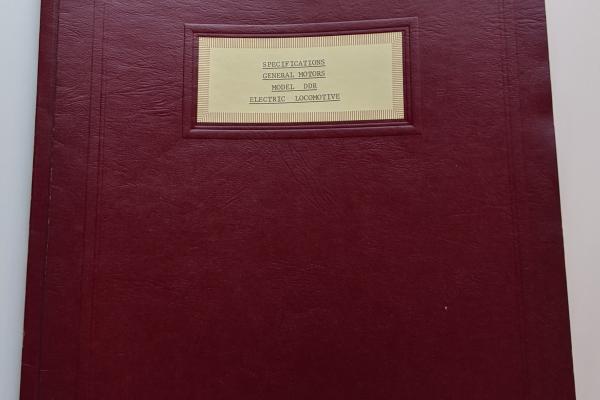 SPECIFICATIONS
GENERAL MOTORS
MODEL DDR
ELECTRIC LOCOMOTIVE